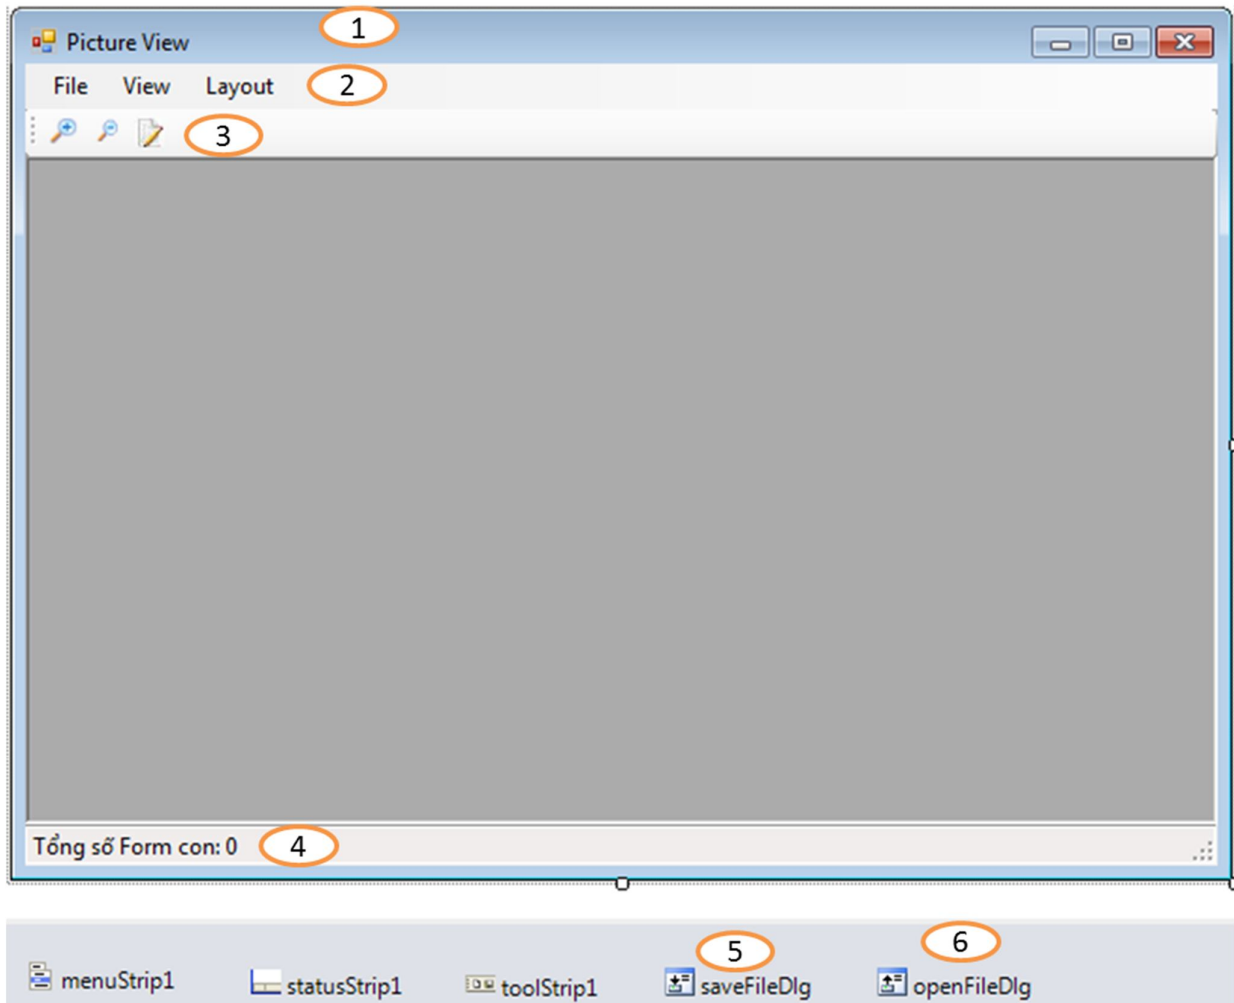 1
Picture View
File View Layout 2
3
Tổng số Form con: 0 4
5 6
menuStrip1 statusStrip1 toolStrip1 saveFileDlg openFileDlg